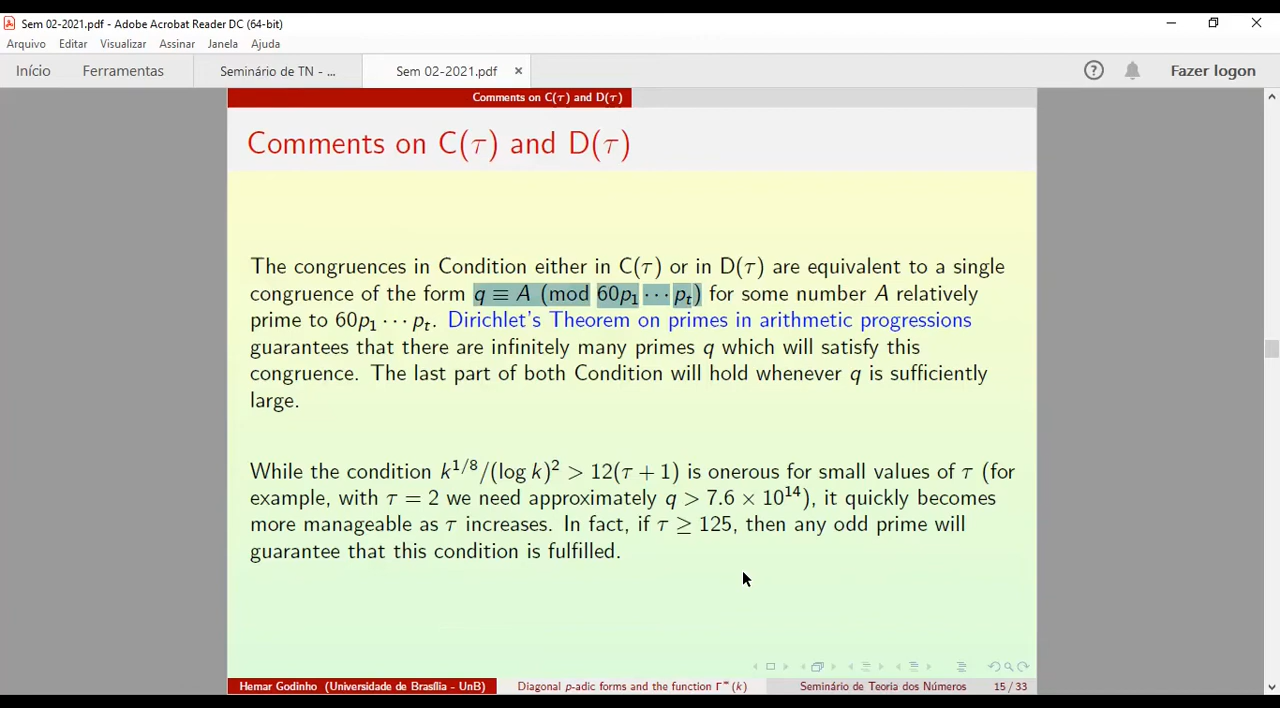 Sem 02-2021.pdf - Adobe Acrobat Reader DC (64-bit)
Arquivo Editar Visualizar Assinar Janela Ajuda
Início Ferramentas Seminário de TN - ... Sem 02-2021.pdf × Fazer logon
Comments on C(τ) and D(τ)
Comments on C(τ) and D(τ)
The congruences in Condition either in C(τ) or in D(τ) are equivalent to a single
congruence of the form q ≡ A (mod 60p₁ ··· pₜ) for some number A relatively
prime to 60p₁ ··· pₜ. Dirichlet's Theorem on primes in arithmetic progressions
guarantees that there are infinitely many primes q which will satisfy this
congruence. The last part of both Condition will hold whenever q is sufficiently
large.
While the condition k^{1/8}/(log k)² > 12(τ + 1) is onerous for small values of τ (for
example, with τ = 2 we need approximately q > 7.6 × 10¹⁴), it quickly becomes
more manageable as τ increases. In fact, if τ ≥ 125, then any odd prime will
guarantee that this condition is fulfilled.
Hemar Godinho (Universidade de Brasília - UnB) Diagonal p-adic forms and the function Γ*(k) Seminário de Teoria dos Números 15 / 33